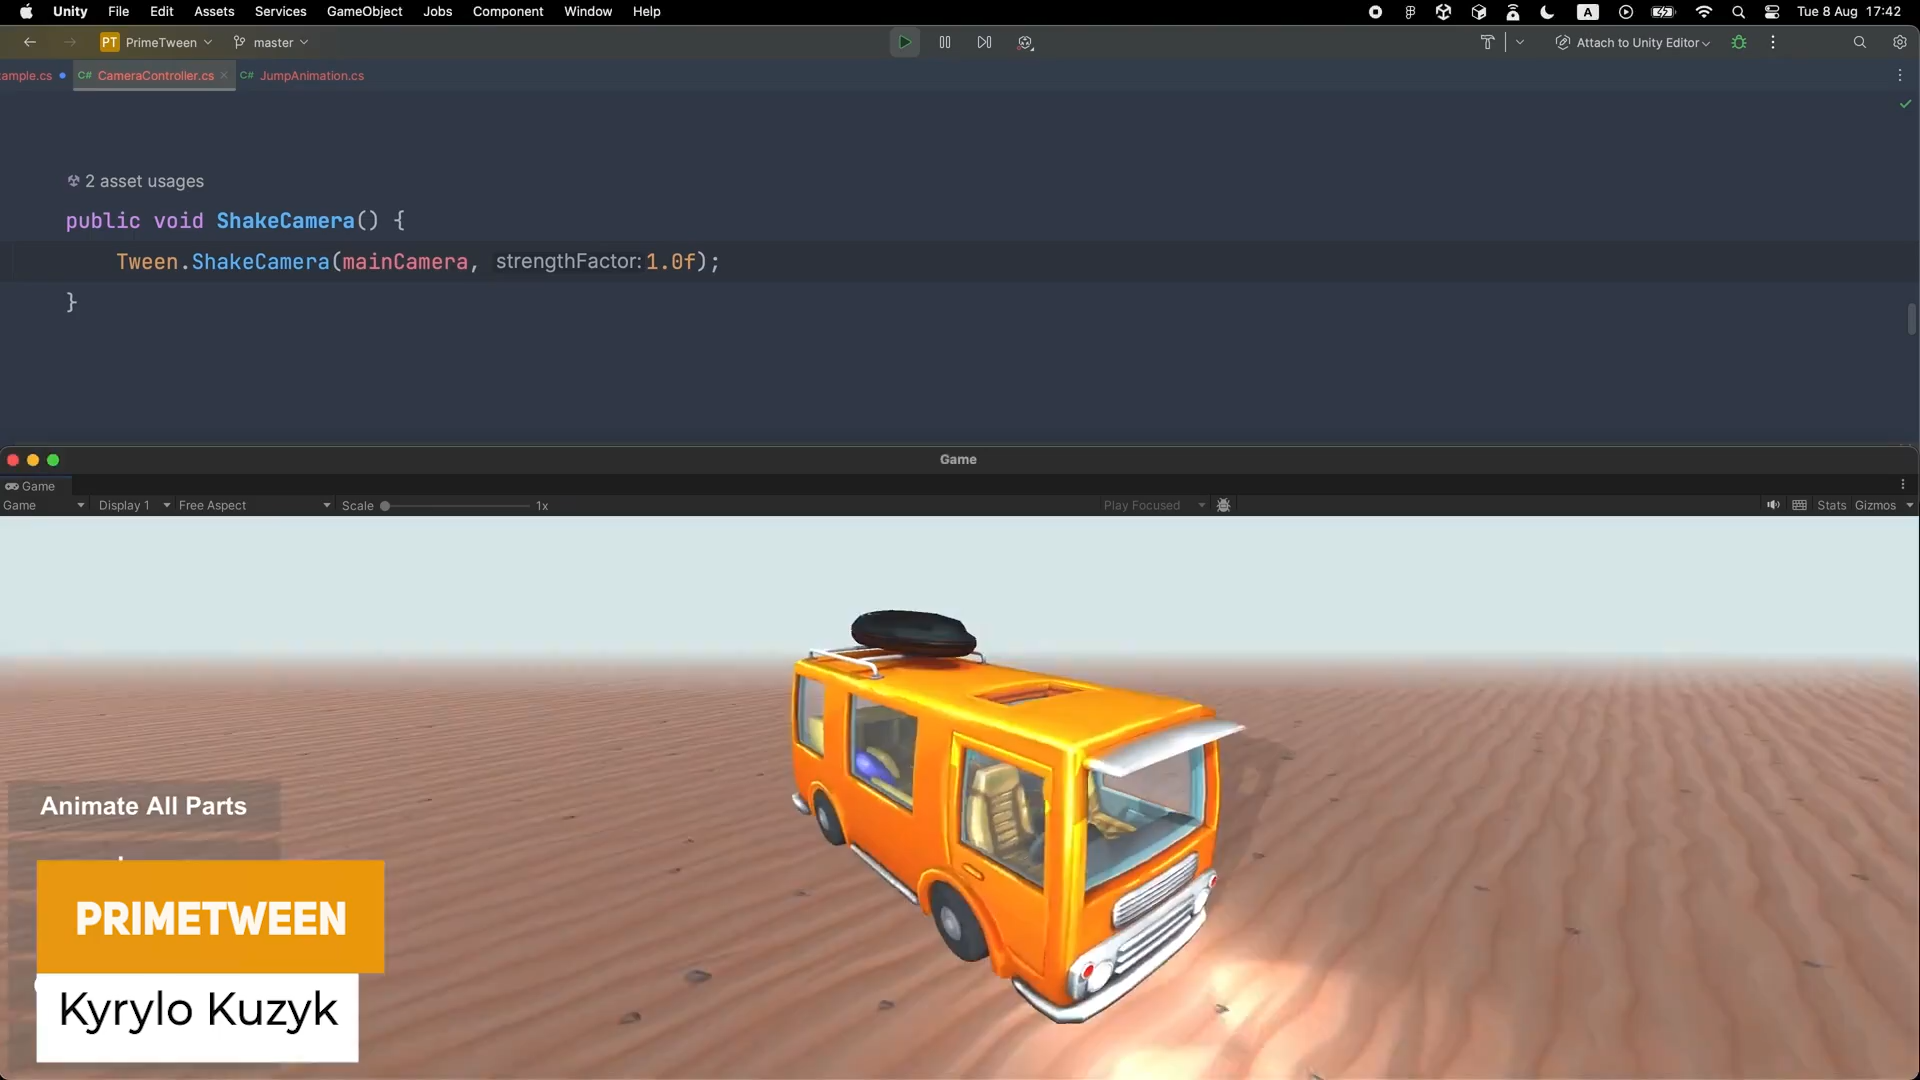 Unity File Edit Assets Services GameObject Jobs Component Window Help
A Tue 8 Aug 17:42
PT PrimeTween master
Attach to Unity Editor
ample.cs C# CameraController.cs C# JumpAnimation.cs
2 asset usages
public void ShakeCamera() {
Tween.ShakeCamera(mainCamera, strengthFactor: 1.0f);
}
Game
Game
Game Display 1 Free Aspect Scale 1x Play Focused Stats Gizmos
Animate All Parts
PRIMETWEEN
Kyrylo Kuzyk